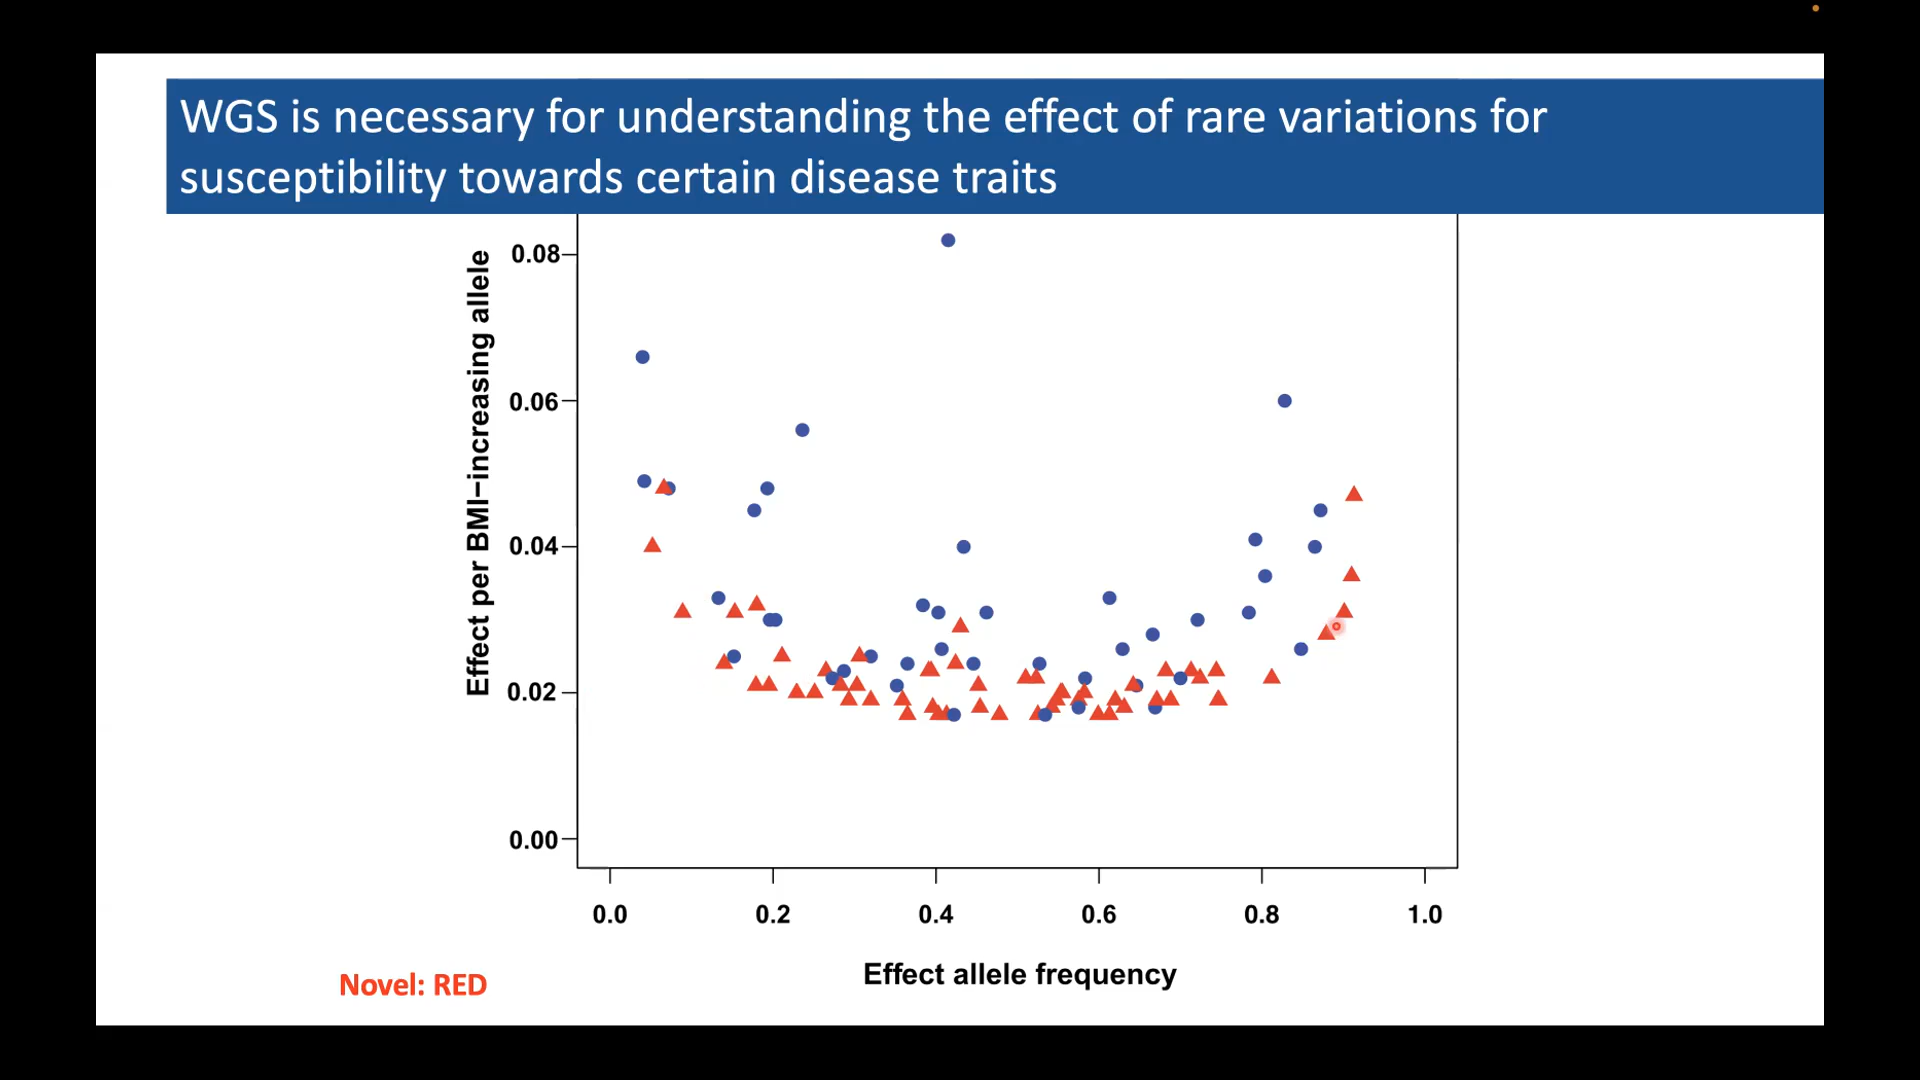 WGS is necessary for understanding the effect of rare variations for
susceptibility towards certain disease traits
Effect per BMI−increasing allele
0.08
0.06
0.04
0.02
0.00
0.0 0.2 0.4 0.6 0.8 1.0
Effect allele frequency
Novel: RED